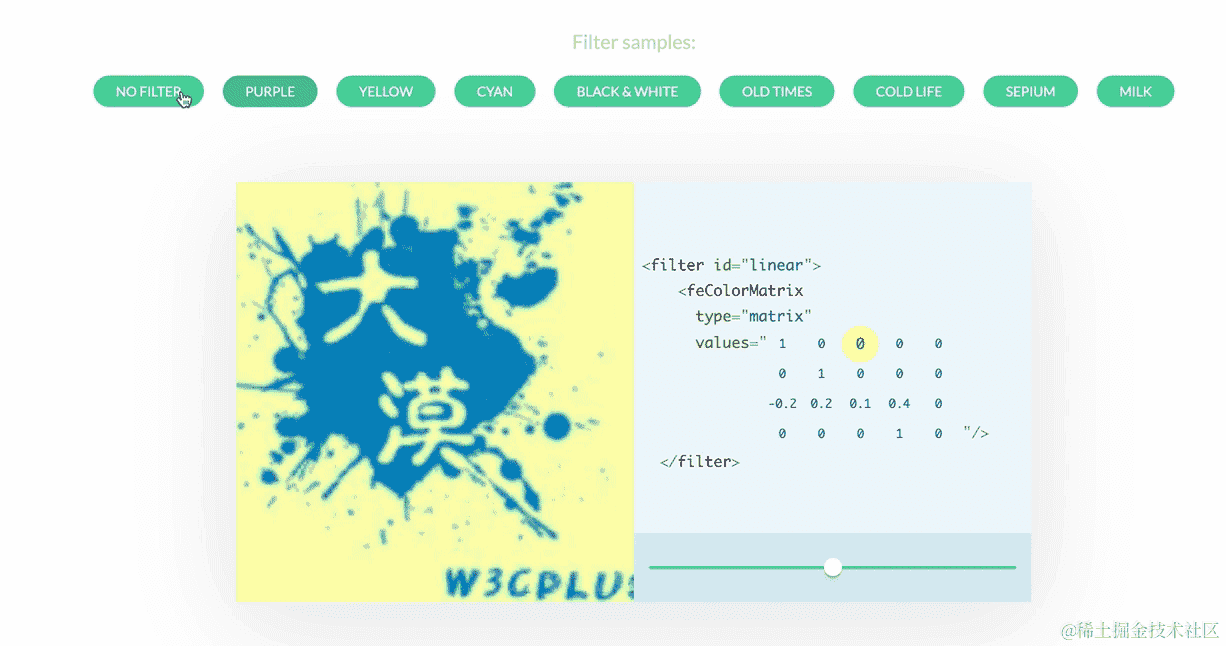 Filter samples:
NO FILTER PURPLE YELLOW CYAN BLACK & WHITE OLD TIMES COLD LIFE SEPIUM MILK
大
漠
W3CPLUS
<filter id="linear">
<feColorMatrix
type="matrix"
values=" 1 0 0 0 0
0 1 0 0 0
-0.2 0.2 0.1 0.4 0
0 0 0 1 0 "/>
</filter>
@稀土掘金技术社区